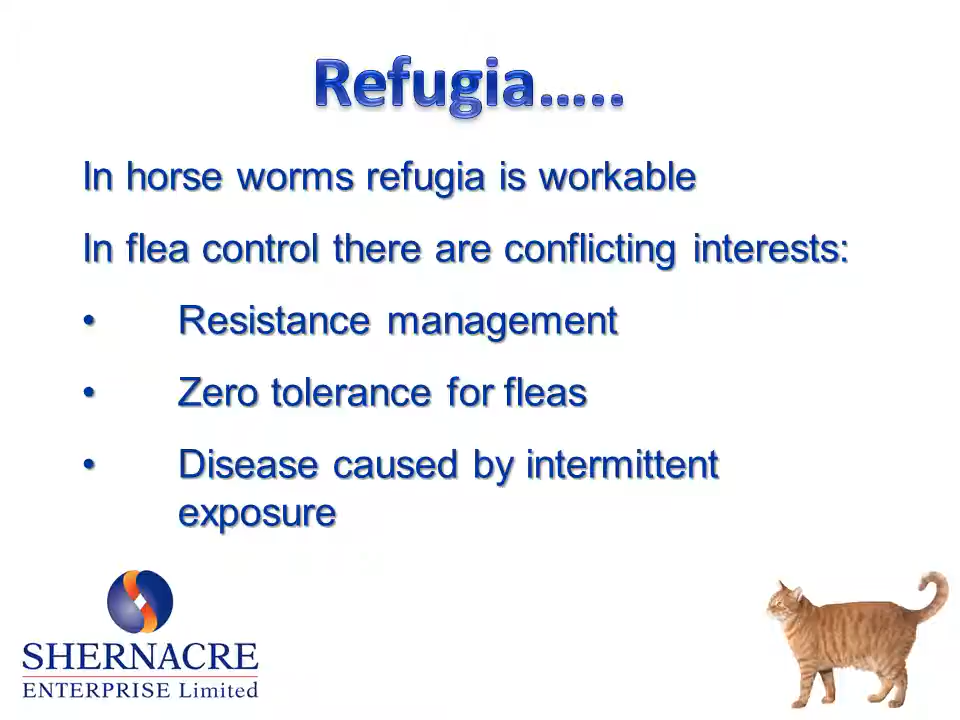 Refugia.....
In horse worms refugia is workable
In flea control there are conflicting interests:
• Resistance management
• Zero tolerance for fleas
• Disease caused by intermittent
exposure
SHERNACRE
ENTERPRISE Limited